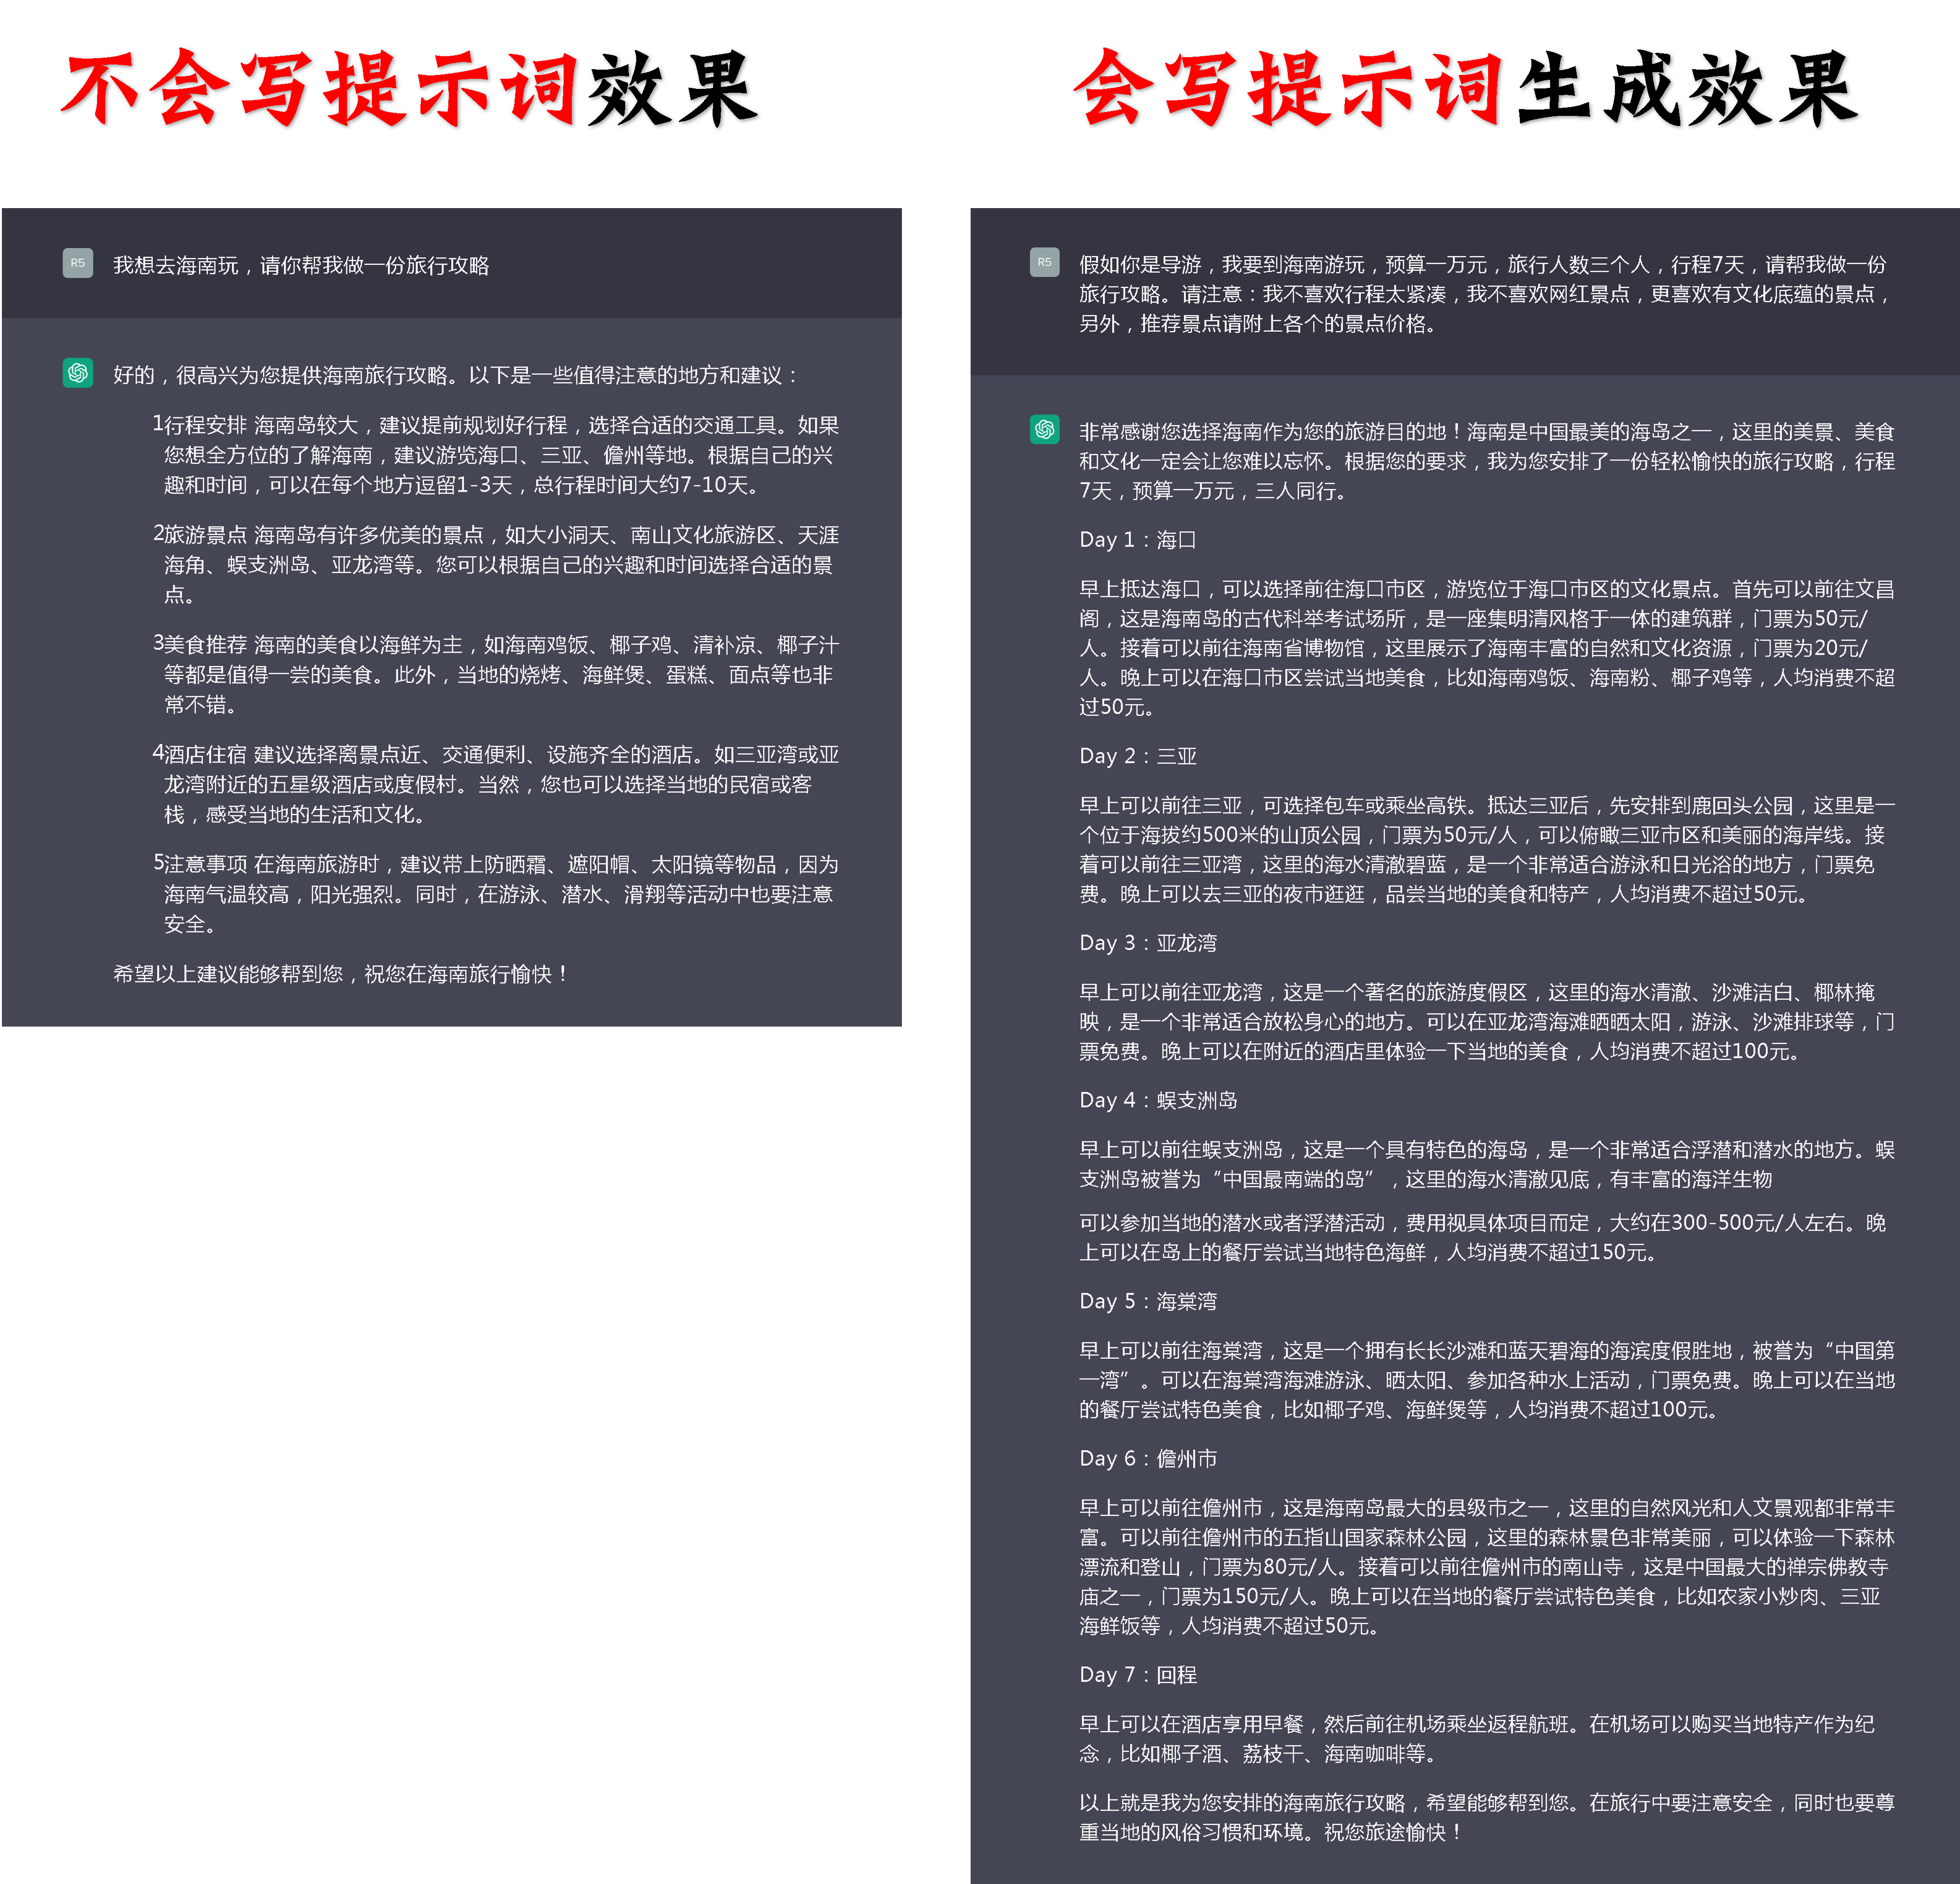 不会写提示词效果
R5
我想去海南玩，请你帮我做一份旅行攻略
好的，很高兴为您提供海南旅行攻略。以下是一些值得注意的地方和建议：
1行程安排 海南岛较大，建议提前规划好行程，选择合适的交通工具。如果
您想全方位的了解海南，建议游览海口、三亚、儋州等地。根据自己的兴
趣和时间，可以在每个地方逗留1-3天，总行程时间大约7-10天。
2旅游景点 海南岛有许多优美的景点，如大小洞天、南山文化旅游区、天涯
海角、蜈支洲岛、亚龙湾等。您可以根据自己的兴趣和时间选择合适的景
点。
3美食推荐 海南的美食以海鲜为主，如海南鸡饭、椰子鸡、清补凉、椰子汁
等都是值得一尝的美食。此外，当地的烧烤、海鲜煲、蛋糕、面点等也非
常不错。
4酒店住宿 建议选择离景点近、交通便利、设施齐全的酒店。如三亚湾或亚
龙湾附近的五星级酒店或度假村。当然，您也可以选择当地的民宿或客
栈，感受当地的生活和文化。
5注意事项 在海南旅游时，建议带上防晒霜、遮阳帽、太阳镜等物品，因为
海南气温较高，阳光强烈。同时，在游泳、潜水、滑翔等活动中也要注意
安全。
希望以上建议能够帮到您，祝您在海南旅行愉快！
会写提示词生成效果
R5
假如你是导游，我要到海南游玩，预算一万元，旅行人数三个人，行程7天，请帮我做一份
旅行攻略。请注意：我不喜欢行程太紧凑，我不喜欢网红景点，更喜欢有文化底蕴的景点，
另外，推荐景点请附上各个的景点价格。
非常感谢您选择海南作为您的旅游目的地！海南是中国最美的海岛之一，这里的美景、美食
和文化一定会让您难以忘怀。根据您的要求，我为您安排了一份轻松愉快的旅行攻略，行程
7天，预算一万元，三人同行。
Day 1：海口
早上抵达海口，可以选择前往海口市区，游览位于海口市区的文化景点。首先可以前往文昌
阁，这是海南岛的古代科举考试场所，是一座集明清风格于一体的建筑群，门票为50元/
人。接着可以前往海南省博物馆，这里展示了海南丰富的自然和文化资源，门票为20元/
人。晚上可以在海口市区尝试当地美食，比如海南鸡饭、海南粉、椰子鸡等，人均消费不超
过50元。
Day 2：三亚
早上可以前往三亚，可选择包车或乘坐高铁。抵达三亚后，先安排到鹿回头公园，这里是一
个位于海拔约500米的山顶公园，门票为50元/人，可以俯瞰三亚市区和美丽的海岸线。接
着可以前往三亚湾，这里的海水清澈碧蓝，是一个非常适合游泳和日光浴的地方，门票免
费。晚上可以去三亚的夜市逛逛，品尝当地的美食和特产，人均消费不超过50元。
Day 3：亚龙湾
早上可以前往亚龙湾，这是一个著名的旅游度假区，这里的海水清澈、沙滩洁白、椰林掩
映，是一个非常适合放松身心的地方。可以在亚龙湾海滩晒晒太阳，游泳、沙滩排球等，门
票免费。晚上可以在附近的酒店里体验一下当地的美食，人均消费不超过100元。
Day 4：蜈支洲岛
早上可以前往蜈支洲岛，这是一个具有特色的海岛，是一个非常适合浮潜和潜水的地方。蜈
支洲岛被誉为“中国最南端的岛”，这里的海水清澈见底，有丰富的海洋生物
可以参加当地的潜水或者浮潜活动，费用视具体项目而定，大约在300-500元/人左右。晚
上可以在岛上的餐厅尝试当地特色海鲜，人均消费不超过150元。
Day 5：海棠湾
早上可以前往海棠湾，这是一个拥有长长沙滩和蓝天碧海的海滨度假胜地，被誉为“中国第
一湾”。可以在海棠湾海滩游泳、晒太阳、参加各种水上活动，门票免费。晚上可以在当地
的餐厅尝试特色美食，比如椰子鸡、海鲜煲等，人均消费不超过100元。
Day 6：儋州市
早上可以前往儋州市，这是海南岛最大的县级市之一，这里的自然风光和人文景观都非常丰
富。可以前往儋州市的五指山国家森林公园，这里的森林景色非常美丽，可以体验一下森林
漂流和登山，门票为80元/人。接着可以前往儋州市的南山寺，这是中国最大的禅宗佛教寺
庙之一，门票为150元/人。晚上可以在当地的餐厅尝试特色美食，比如农家小炒肉、三亚
海鲜饭等，人均消费不超过50元。
Day 7：回程
早上可以在酒店享用早餐，然后前往机场乘坐返程航班。在机场可以购买当地特产作为纪
念，比如椰子酒、荔枝干、海南咖啡等。
以上就是我为您安排的海南旅行攻略，希望能够帮到您。在旅行中要注意安全，同时也要尊
重当地的风俗习惯和环境。祝您旅途愉快！